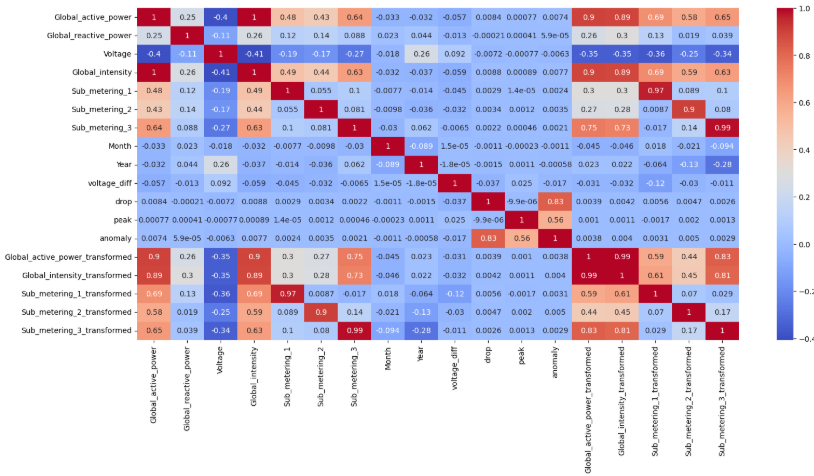 Global_active_power 1 0.25 -0.4 1 0.48 0.43 0.64 -0.033 -0.032 -0.057 0.0084 0.00077 0.0074 0.9 0.89 0.69 0.58 0.65
Global_reactive_power 0.25 1 -0.11 0.26 0.12 0.14 0.088 0.023 0.044 -0.013 -0.00021 0.00041 5.9e-05 0.26 0.3 0.13 0.019 0.039
Voltage -0.4 -0.11 1 -0.41 -0.19 -0.17 -0.27 -0.018 0.26 0.092 -0.0072 -0.00077 -0.0063 -0.35 -0.35 -0.36 -0.25 -0.34
Global_intensity 1 0.26 -0.41 1 0.49 0.44 0.63 -0.032 -0.037 -0.059 0.0088 0.00089 0.0077 0.9 0.89 0.69 0.59 0.63
Sub_metering_1 0.48 0.12 -0.19 0.49 1 0.055 0.1 -0.0077 -0.014 -0.045 0.0029 1.4e-05 0.0024 0.3 0.3 0.97 0.089 0.1
Sub_metering_2 0.43 0.14 -0.17 0.44 0.055 1 0.081 -0.0098 -0.036 -0.032 0.0034 0.0012 0.0035 0.27 0.28 0.0087 0.9 0.08
Sub_metering_3 0.64 0.088 -0.27 0.63 0.1 0.081 1 -0.03 0.062 -0.0065 0.0022 0.00046 0.0021 0.75 0.73 -0.017 0.14 0.99
Month -0.033 0.023 -0.018 -0.032 -0.0077 -0.0098 -0.03 1 -0.089 1.5e-05 -0.0011 -0.00023 -0.0011 -0.045 -0.046 0.018 -0.021 -0.094
Year -0.032 0.044 0.26 -0.037 -0.014 -0.036 0.062 -0.089 1 -1.8e-05 -0.0015 0.0011 -0.00058 0.023 0.022 -0.064 -0.13 -0.28
voltage_diff -0.057 -0.013 0.092 -0.059 -0.045 -0.032 -0.0065 1.5e-05 -1.8e-05 1 -0.037 0.025 -0.017 -0.031 -0.032 -0.12 -0.03 -0.011
drop 0.0084 -0.00021 -0.0072 0.0088 0.0029 0.0034 0.0022 -0.0011 -0.0015 -0.037 1 -9.9e-06 0.83 0.0039 0.0042 0.0056 0.0047 0.0026
peak 0.00077 0.00041 -0.00077 0.00089 1.4e-05 0.0012 0.00046 -0.00023 0.0011 0.025 -9.9e-06 1 0.56 0.001 0.0011 -0.0017 0.002 0.0013
anomaly 0.0074 5.9e-05 -0.0063 0.0077 0.0024 0.0035 0.0021 -0.0011 -0.00058 -0.017 0.83 0.56 1 0.0038 0.004 0.0031 0.005 0.0029
Global_active_power_transformed 0.9 0.26 -0.35 0.9 0.3 0.27 0.75 -0.045 0.023 -0.031 0.0039 0.001 0.0038 1 0.99 0.59 0.44 0.83
Global_intensity_transformed 0.89 0.3 -0.35 0.89 0.3 0.28 0.73 -0.046 0.022 -0.032 0.0042 0.0011 0.004 0.99 1 0.61 0.45 0.81
Sub_metering_1_transformed 0.69 0.13 -0.36 0.69 0.97 0.0087 -0.017 0.018 -0.064 -0.12 0.0056 -0.0017 0.0031 0.59 0.61 1 0.07 0.029
Sub_metering_2_transformed 0.58 0.019 -0.25 0.59 0.089 0.9 0.14 -0.021 -0.13 -0.03 0.0047 0.002 0.005 0.44 0.45 0.07 1 0.17
Sub_metering_3_transformed 0.65 0.039 -0.34 0.63 0.1 0.08 0.99 -0.094 -0.28 -0.011 0.0026 0.0013 0.0029 0.83 0.81 0.029 0.17 1
Global_active_power
Global_reactive_power
Voltage
Global_intensity
Sub_metering_1
Sub_metering_2
Sub_metering_3
Month
Year
voltage_diff
drop
peak
anomaly
Global_active_power_transformed
Global_intensity_transformed
Sub_metering_1_transformed
Sub_metering_2_transformed
Sub_metering_3_transformed
1.0
0.8
0.6
0.4
0.2
0.0
-0.2